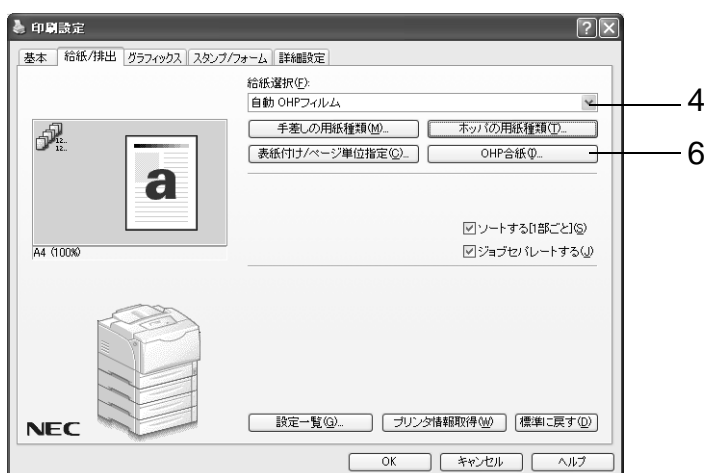 印刷設定
基本 給紙/排出 グラフィックス スタンプ/フォーム 詳細設定
給紙選択(F):
自動 OHPフィルム
4
手差しの用紙種類(M)... ホッパの用紙種類(T)...
表紙付け/ページ単位指定(C)... OHP合紙(I)...
6
12..
12..
a
ソートする[1部ごと](S)
ジョブセパレートする(J)
A4 (100%)
NEC
設定一覧(G)... プリンタ情報取得(W) 標準に戻す(D)
OK キャンセル ヘルプ